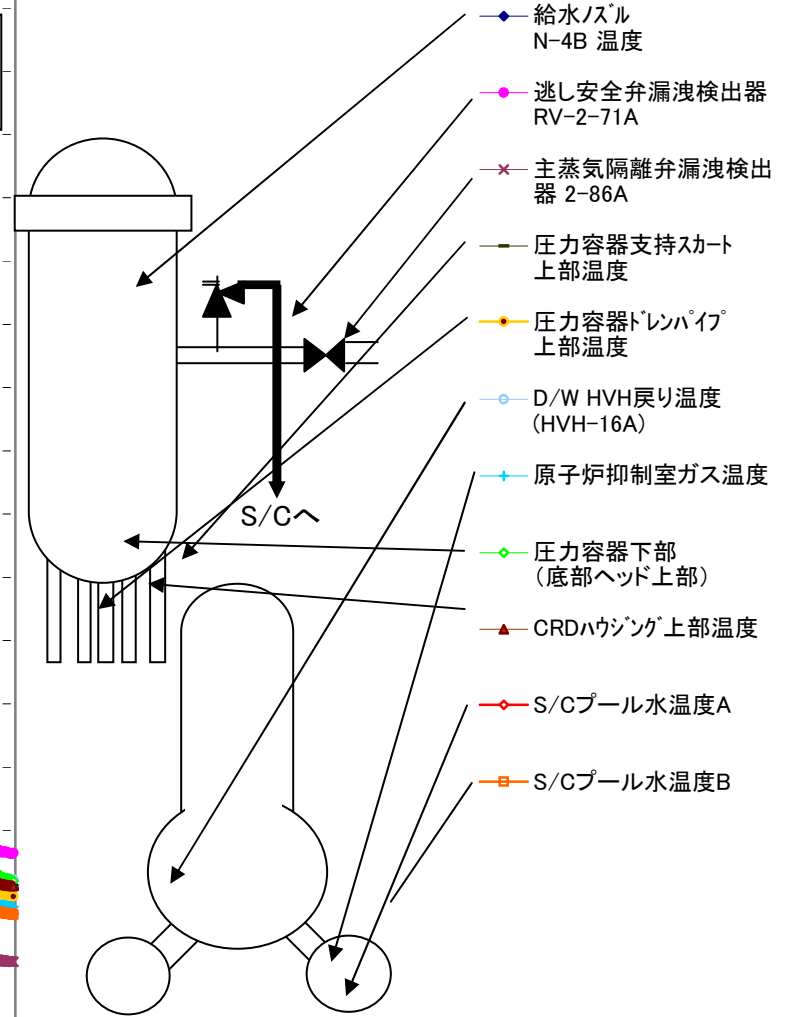 給水ﾉｽﾞﾙ
N-4B 温度
逃し安全弁漏洩検出器
RV-2-71A
主蒸気隔離弁漏洩検出
器 2-86A
圧力容器支持ｽｶｰﾄ
上部温度
圧力容器ﾄﾞﾚﾝﾊﾟｲﾌﾟ
上部温度
D/W HVH戻り温度
(HVH-16A)
原子炉抑制室ガス温度
S/Cへ
圧力容器下部
（底部ヘッド上部）
CRDﾊｳｼﾞﾝｸﾞ上部温度
S/Cプール水温度A
S/Cプール水温度B